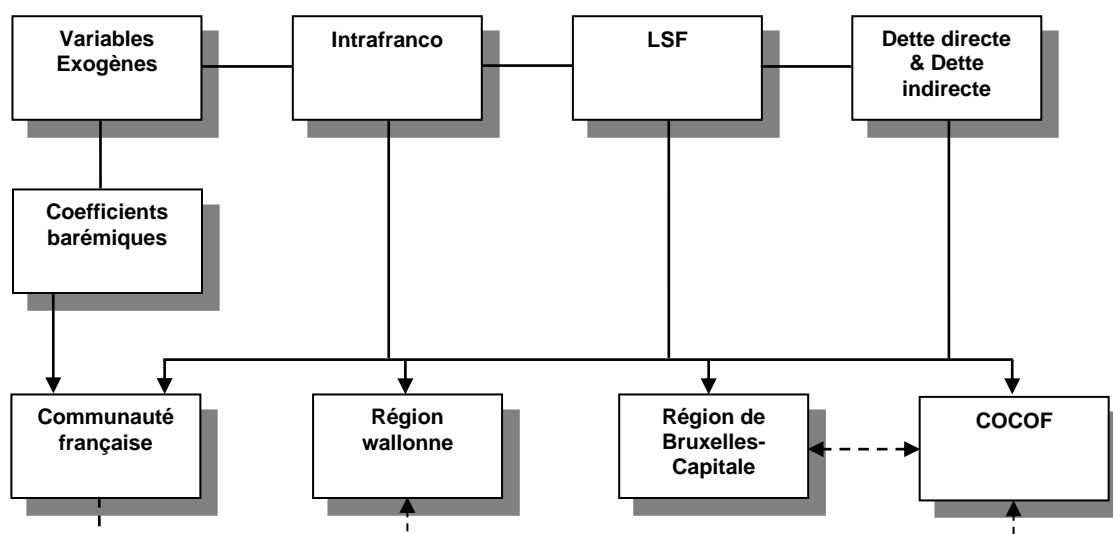 Variables
Exogènes
Intrafranco
LSF
Dette directe
& Dette
indirecte
Coefficients
barémiques
Communauté
française
Région
wallonne
Région de
Bruxelles-
Capitale
COCOF